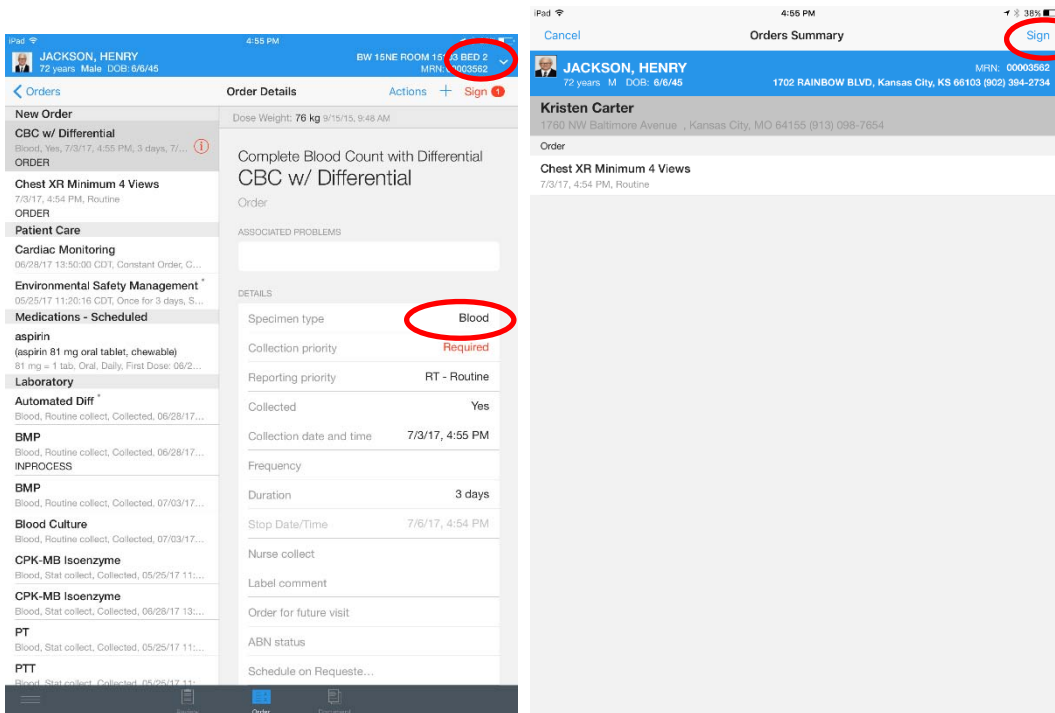 iPad 4:55 PM
JACKSON, HENRY
72 years Male DOB: 6/6/45
BW 15NE ROOM 15 03 BED 2
MRN: 00003562
Orders
Order Details
Actions + Sign 1
New Order
CBC w/ Differential
Blood, Yes, 7/3/17, 4:55 PM, 3 days, 7/...
ORDER
Chest XR Minimum 4 Views
7/3/17, 4:54 PM, Routine
ORDER
Patient Care
Cardiac Monitoring
06/28/17 13:50:00 CDT, Constant Order, C...
Environmental Safety Management *
05/25/17 11:20:16 CDT, Once for 3 days, S...
Medications - Scheduled
aspirin
(aspirin 81 mg oral tablet, chewable)
81 mg = 1 tab, Oral, Daily, First Dose: 06/2...
Laboratory
Automated Diff *
Blood, Routine collect, Collected, 06/28/17...
BMP
Blood, Routine collect, Collected, 06/28/17...
INPROCESS
BMP
Blood, Routine collect, Collected, 07/03/17...
Blood Culture
Blood, Routine collect, Collected, 07/03/17...
CPK-MB Isoenzyme
Blood, Stat collect, Collected, 05/25/17 11:...
CPK-MB Isoenzyme
Blood, Stat collect, Collected, 06/28/17 13:...
PT
Blood, Stat collect, Collected, 05/25/17 11:...
PTT
Blood, Stat collect, Collected, 05/25/17 11:
Dose Weight: 76 kg 9/15/15, 9:48 AM
Complete Blood Count with Differential
CBC w/ Differential
Order
ASSOCIATED PROBLEMS
DETAILS
Specimen type Blood
Collection priority Required
Reporting priority RT - Routine
Collected Yes
Collection date and time 7/3/17, 4:55 PM
Frequency
Duration 3 days
Stop Date/Time 7/6/17, 4:54 PM
Nurse collect
Label comment
Order for future visit
ABN status
Schedule on Requeste...
Review Order Document
iPad 4:55 PM 38%
Cancel Orders Summary Sign
JACKSON, HENRY
72 years M DOB: 6/6/45
MRN: 00003562
1702 RAINBOW BLVD, Kansas City, KS 66103 (902) 394-2734
Kristen Carter
1760 NW Baltimore Avenue , Kansas City, MO 64155 (913) 098-7654
Order
Chest XR Minimum 4 Views
7/3/17, 4:54 PM, Routine